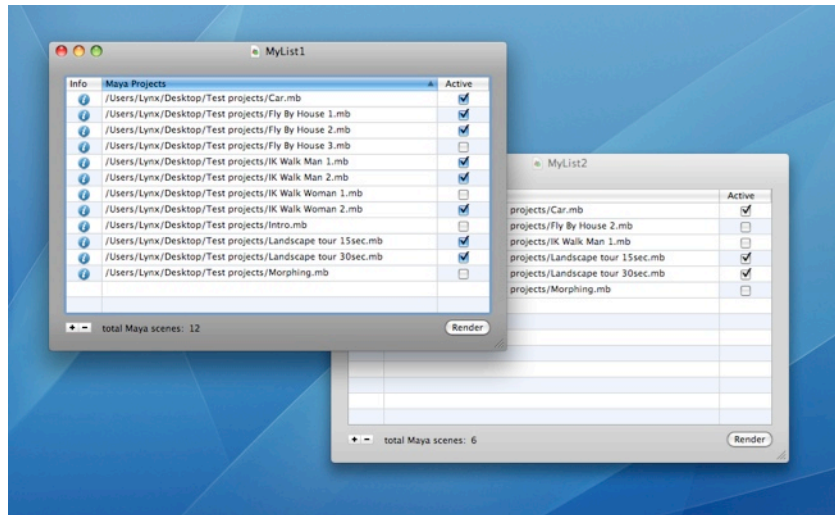 MyList1
Info Maya Projects Active
/Users/Lynx/Desktop/Test projects/Car.mb
/Users/Lynx/Desktop/Test projects/Fly By House 1.mb
/Users/Lynx/Desktop/Test projects/Fly By House 2.mb
/Users/Lynx/Desktop/Test projects/Fly By House 3.mb
/Users/Lynx/Desktop/Test projects/IK Walk Man 1.mb
/Users/Lynx/Desktop/Test projects/IK Walk Man 2.mb
/Users/Lynx/Desktop/Test projects/IK Walk Woman 1.mb
/Users/Lynx/Desktop/Test projects/IK Walk Woman 2.mb
/Users/Lynx/Desktop/Test projects/Intro.mb
/Users/Lynx/Desktop/Test projects/Landscape tour 15sec.mb
/Users/Lynx/Desktop/Test projects/Landscape tour 30sec.mb
/Users/Lynx/Desktop/Test projects/Morphing.mb
total Maya scenes: 12 Render
MyList2
Active
projects/Car.mb
projects/Fly By House 2.mb
projects/IK Walk Man 1.mb
projects/Landscape tour 15sec.mb
projects/Landscape tour 30sec.mb
projects/Morphing.mb
total Maya scenes: 6 Render